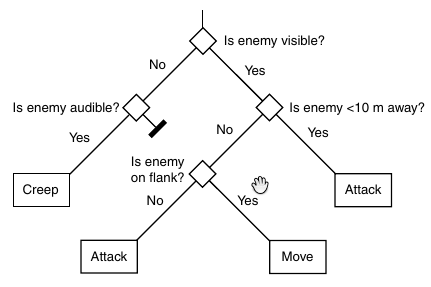 Is enemy visible?
No
Yes
Is enemy audible?
Is enemy <10 m away?
Yes
No
Yes
Is enemy
on flank?
Creep
No
Yes
Attack
Attack
Move